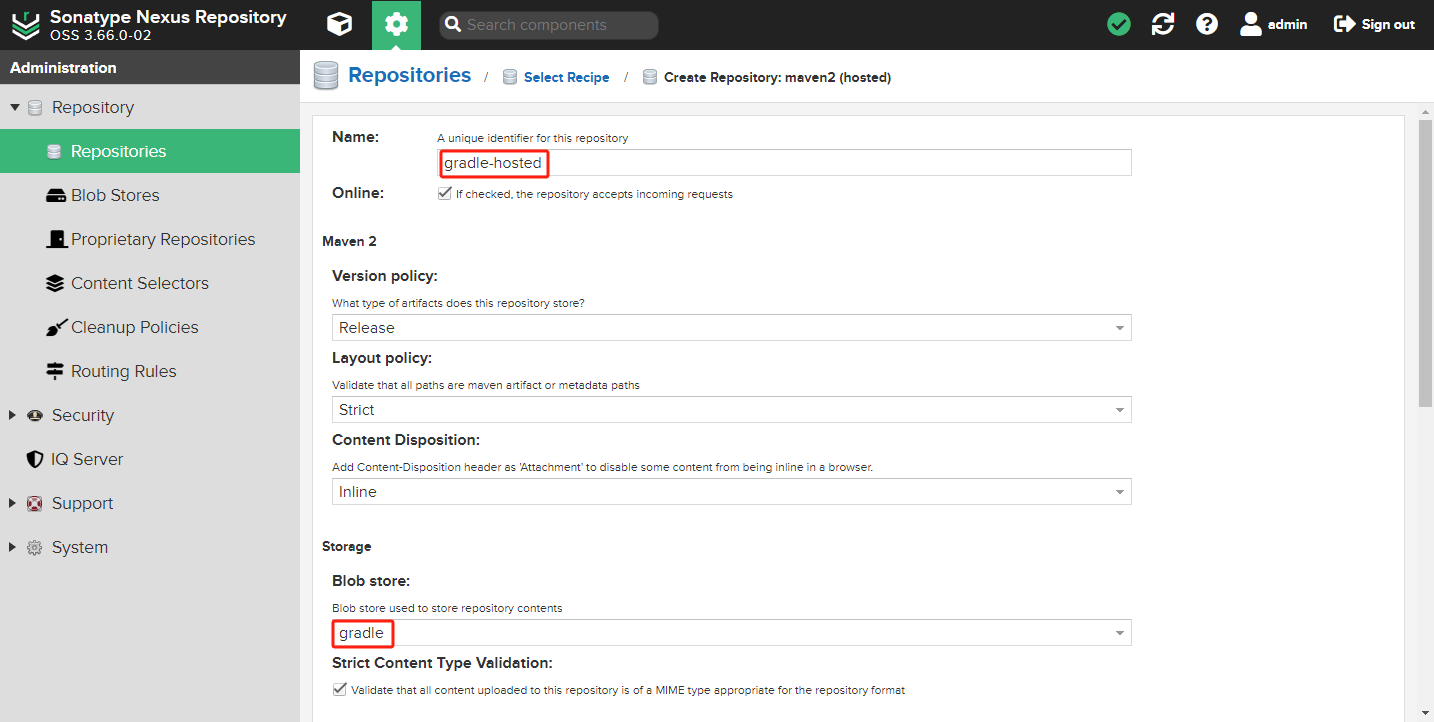 Sonatype Nexus Repository
OSS 3.66.0-02
Search components
admin
Sign out
Administration
Repository
Repositories
Blob Stores
Proprietary Repositories
Content Selectors
Cleanup Policies
Routing Rules
Security
IQ Server
Support
System
Repositories / Select Recipe / Create Repository: maven2 (hosted)
Name:
A unique identifier for this repository
gradle-hosted
Online:
If checked, the repository accepts incoming requests
Maven 2
Version policy:
What type of artifacts does this repository store?
Release
Layout policy:
Validate that all paths are maven artifact or metadata paths
Strict
Content Disposition:
Add Content-Disposition header as 'Attachment' to disable some content from being inline in a browser.
Inline
Storage
Blob store:
Blob store used to store repository contents
gradle
Strict Content Type Validation:
Validate that all content uploaded to this repository is of a MIME type appropriate for the repository format